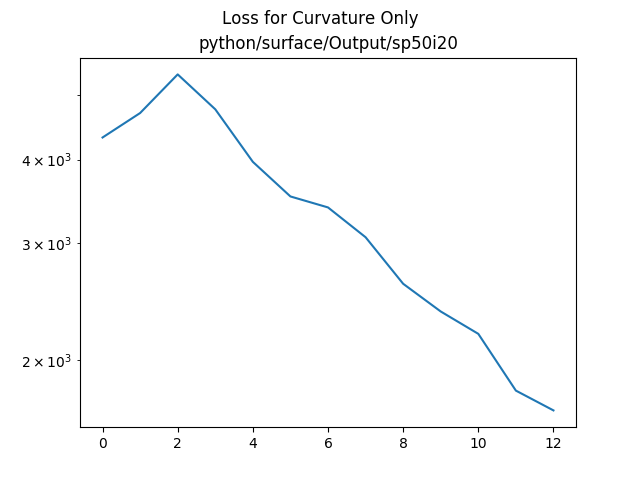 Loss for Curvature Only
python/surface/Output/sp50i20
4 × 10³
3 × 10³
2 × 10³
0 2 4 6 8 10 12